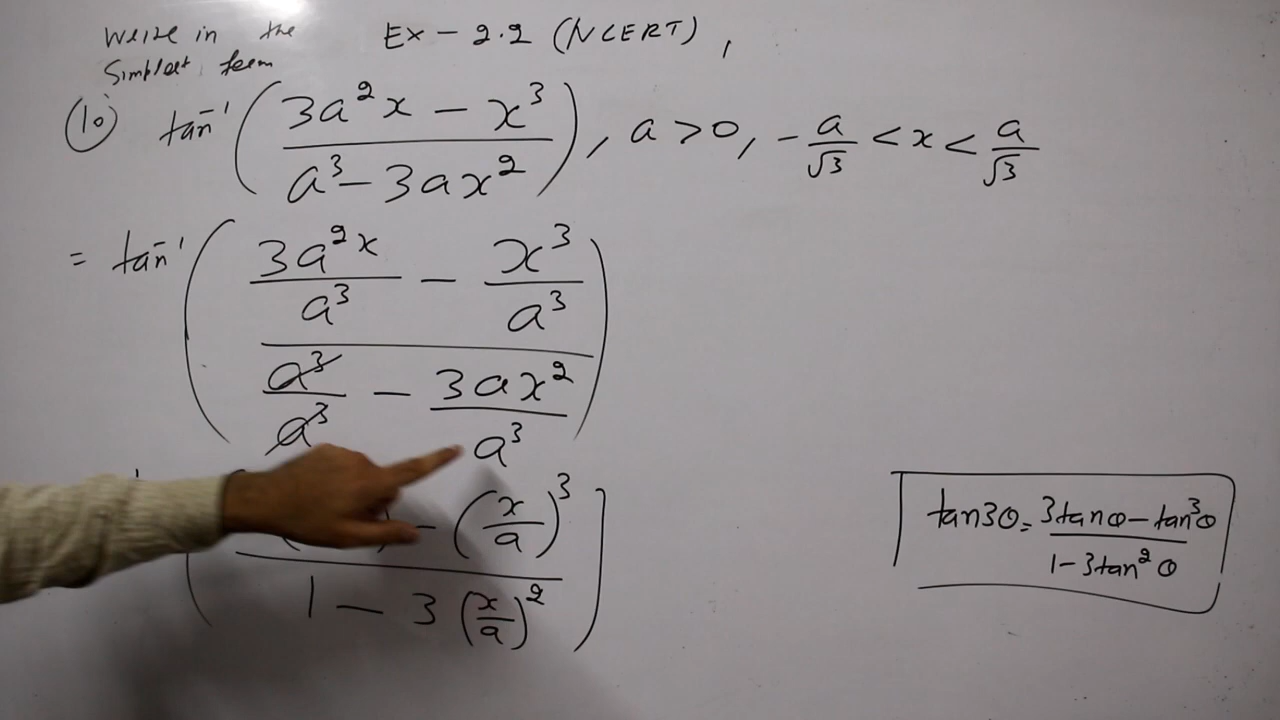 Write in the Ex - 2.2 (NCERT),
Simplest form
(10) tan⁻¹ ( (3a²x - x³) / (a³ - 3ax²) ), a > 0, -a/√3 < x < a/√3
= tan⁻¹ ( (3a²x/a³ - x³/a³) / (a³/a³ - 3ax²/a³) )
- (x/a)³
1 - 3 (x/a)²
tan3θ = (3tanθ - tan³θ) / (1 - 3tan²θ)